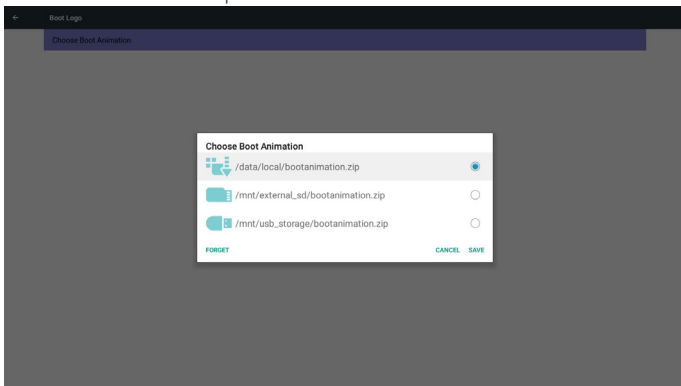 Boot Logo
Choose Boot Animation
Choose Boot Animation
/data/local/bootanimation.zip
/mnt/external_sd/bootanimation.zip
/mnt/usb_storage/bootanimation.zip
FORGET CANCEL SAVE